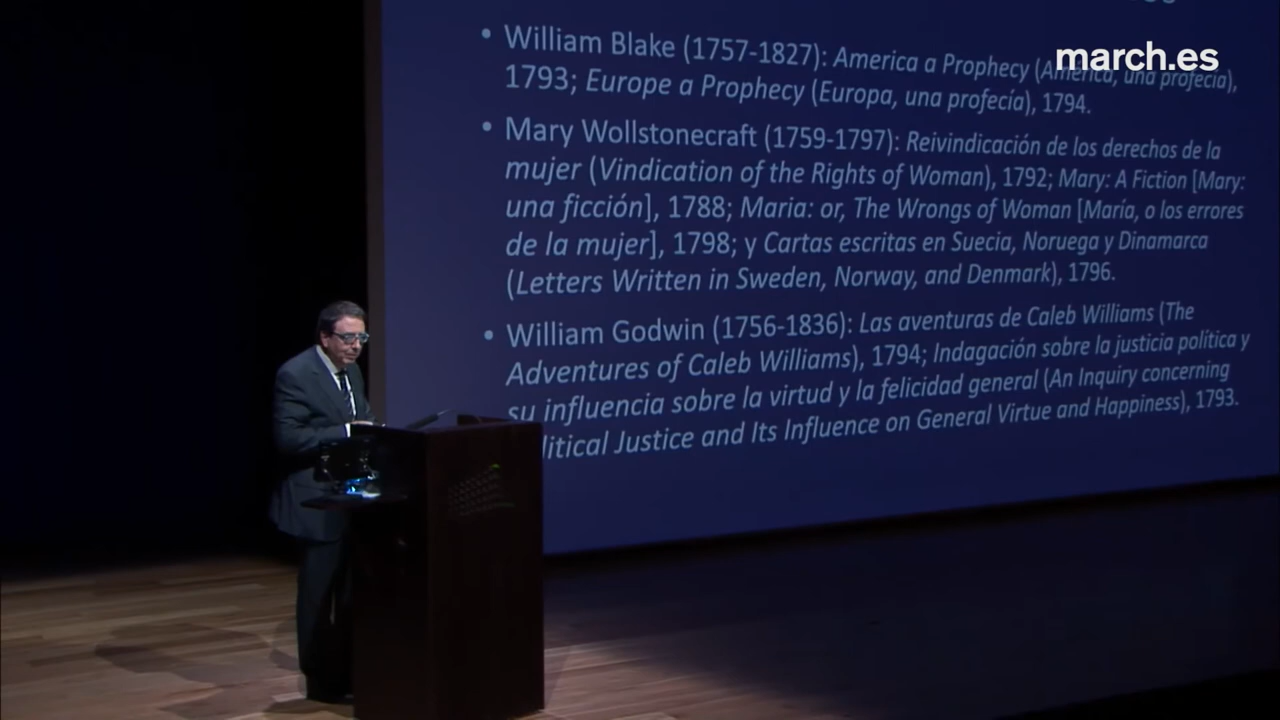 march.es
• William Blake (1757-1827): America a Prophecy (América, una profecía),
1793; Europe a Prophecy (Europa, una profecía), 1794.
• Mary Wollstonecraft (1759-1797): Reivindicación de los derechos de la
mujer (Vindication of the Rights of Woman), 1792; Mary: A Fiction [Mary:
una ficción], 1788; Maria: or, The Wrongs of Woman [María, o los errores
de la mujer], 1798; y Cartas escritas en Suecia, Noruega y Dinamarca
(Letters Written in Sweden, Norway, and Denmark), 1796.
• William Godwin (1756-1836): Las aventuras de Caleb Williams (The
Adventures of Caleb Williams), 1794; Indagación sobre la justicia política y
su influencia sobre la virtud y la felicidad general (An Inquiry concerning
litical Justice and Its Influence on General Virtue and Happiness), 1793.